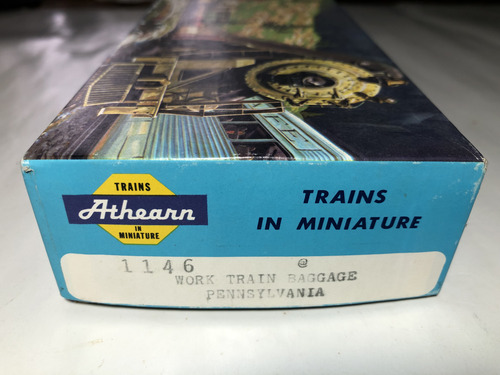 TRAINS
Athearn
IN
MINIATURE
TRAINS
IN MINIATURE
1146 @
WORK TRAIN BAGGAGE
PENNSYLVANIA